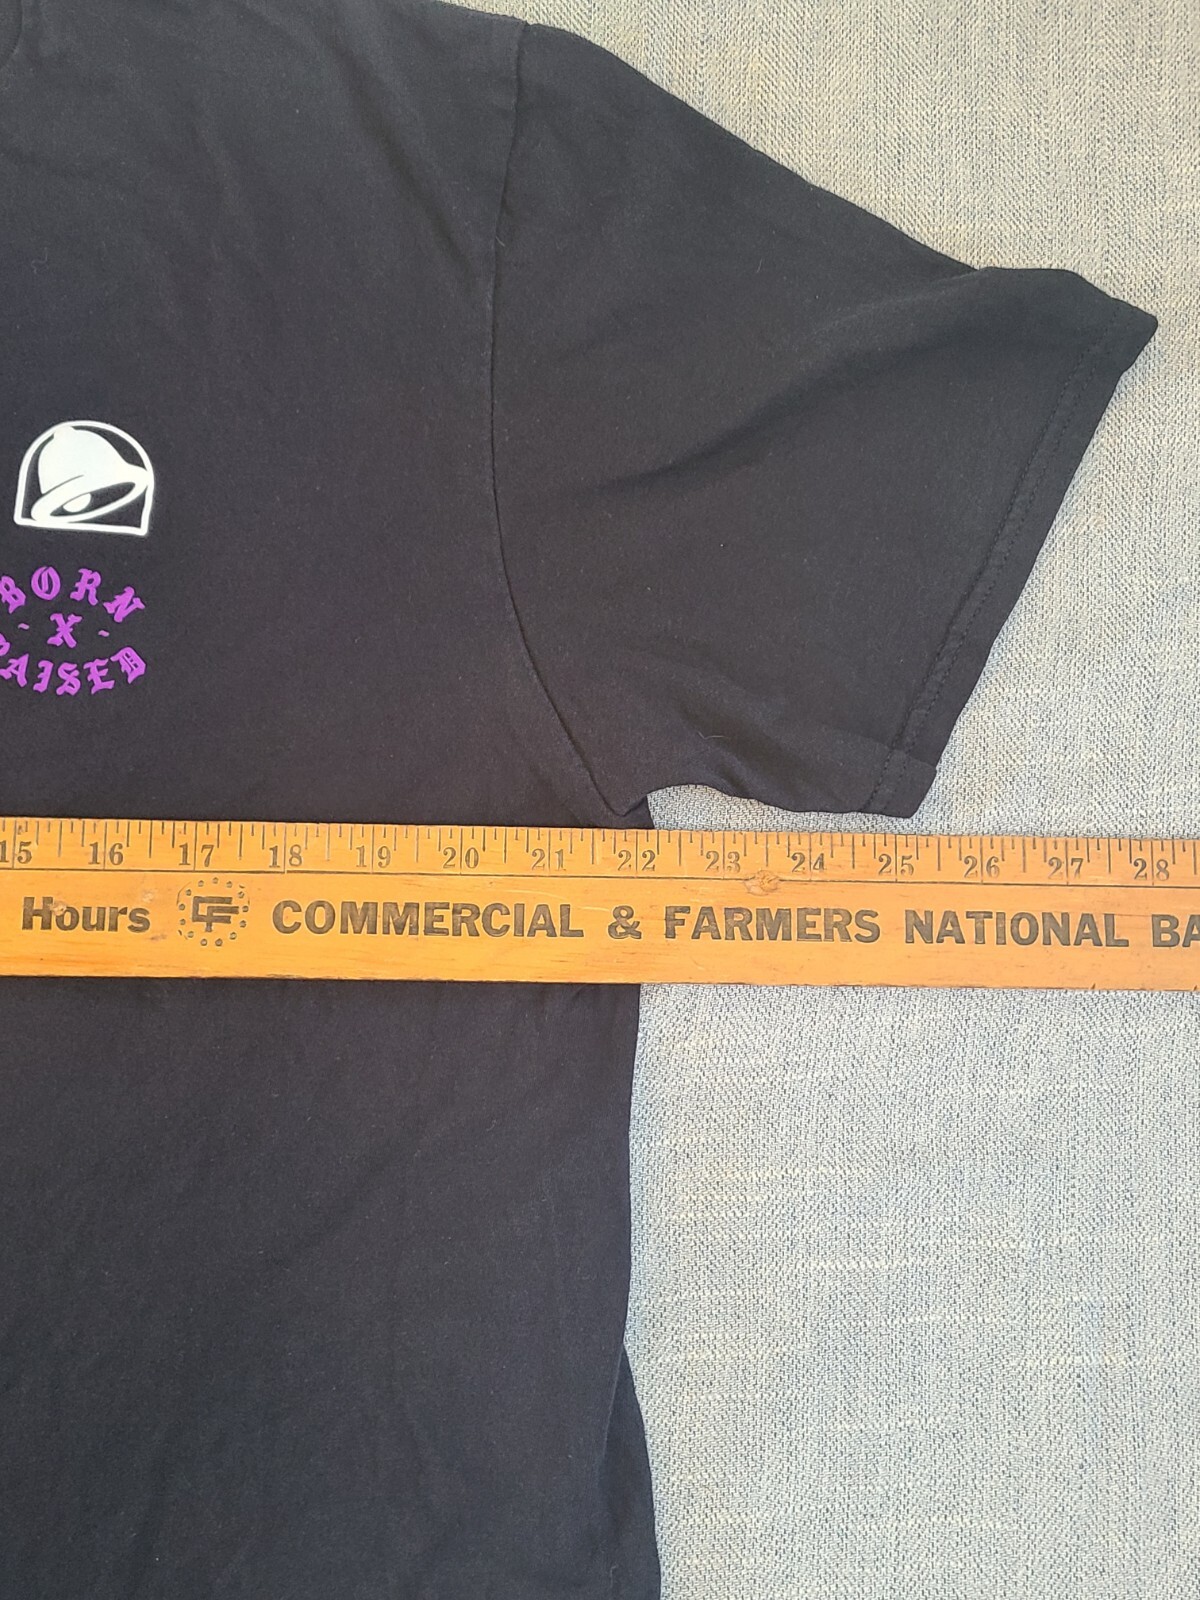 BORN
- X -
RAISED
15 16 17 18 19 20 21 22 23 24 25 26 27 28
Hours CF COMMERCIAL & FARMERS NATIONAL BA